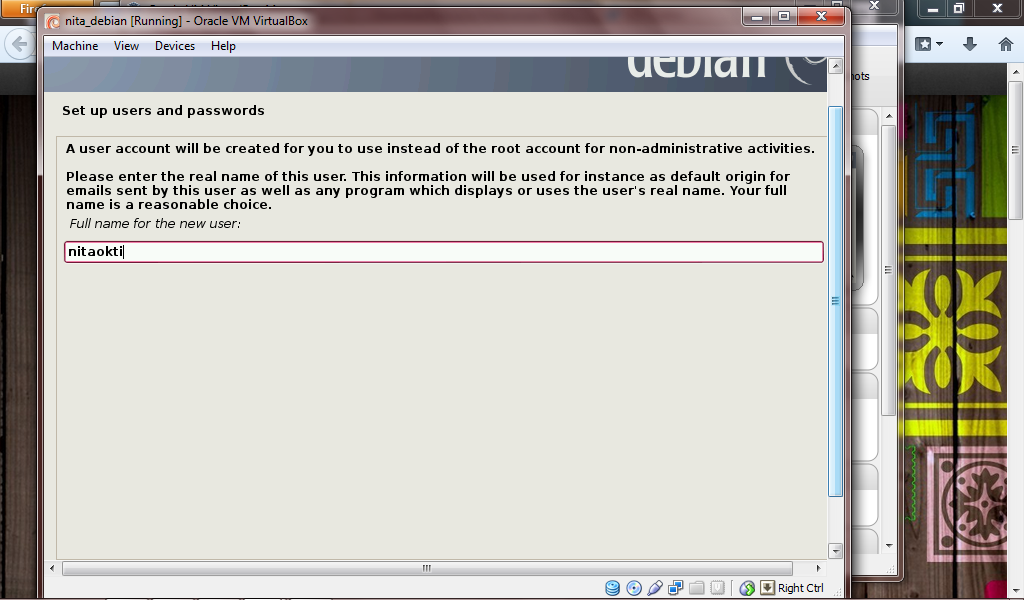 nita_debian [Running] - Oracle VM VirtualBox
Machine View Devices Help
debian
Set up users and passwords
A user account will be created for you to use instead of the root account for non-administrative activities.
Please enter the real name of this user. This information will be used for instance as default origin for
emails sent by this user as well as any program which displays or uses the user's real name. Your full
name is a reasonable choice.
Full name for the new user:
nitaokti
Right Ctrl